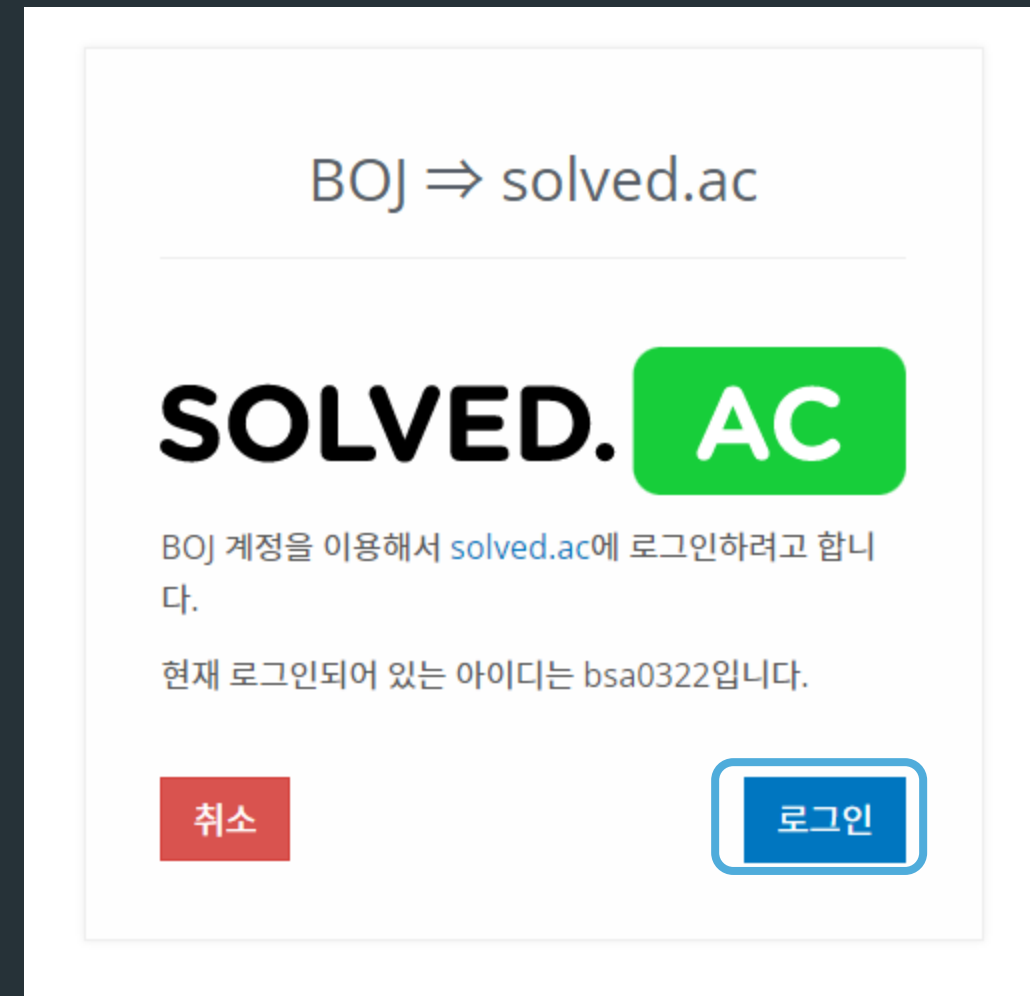 BOJ ⇒ solved.ac
SOLVED. AC
BOJ 계정을 이용해서 solved.ac에 로그인하려고 합니
다.
현재 로그인되어 있는 아이디는 bsa0322입니다.
취소 로그인